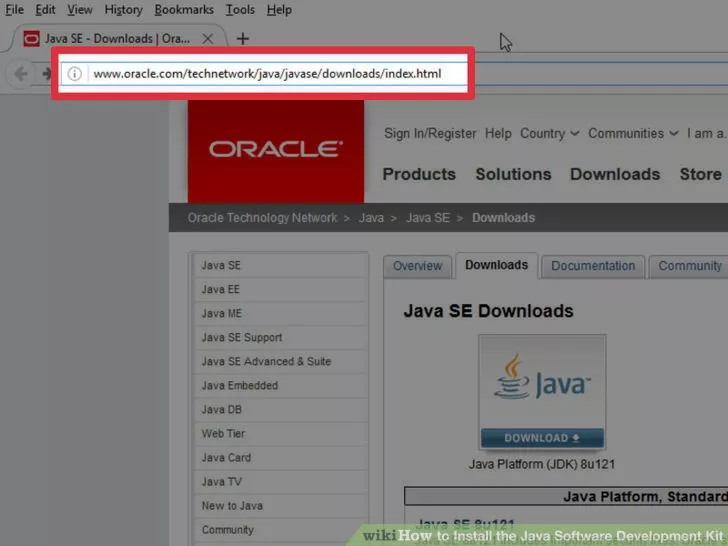 File Edit View History Bookmarks Tools Help
Java SE - Downloads | Ora...
www.oracle.com/technetwork/java/javase/downloads/index.html
Sign In/Register Help Country Communities I am a.
ORACLE
Products Solutions Downloads Store
Oracle Technology Network > Java > Java SE > Downloads
Java SE
Java EE
Java ME
Java SE Support
Java SE Advanced & Suite
Java Embedded
Java DB
Web Tier
Java Card
Java TV
New to Java
Community
Overview Downloads Documentation Community
Java SE Downloads
Java™
DOWNLOAD
Java Platform (JDK) 8u121
Java Platform, Standard
Java SE 8u121
wikiHow to Install the Java Software Development Kit